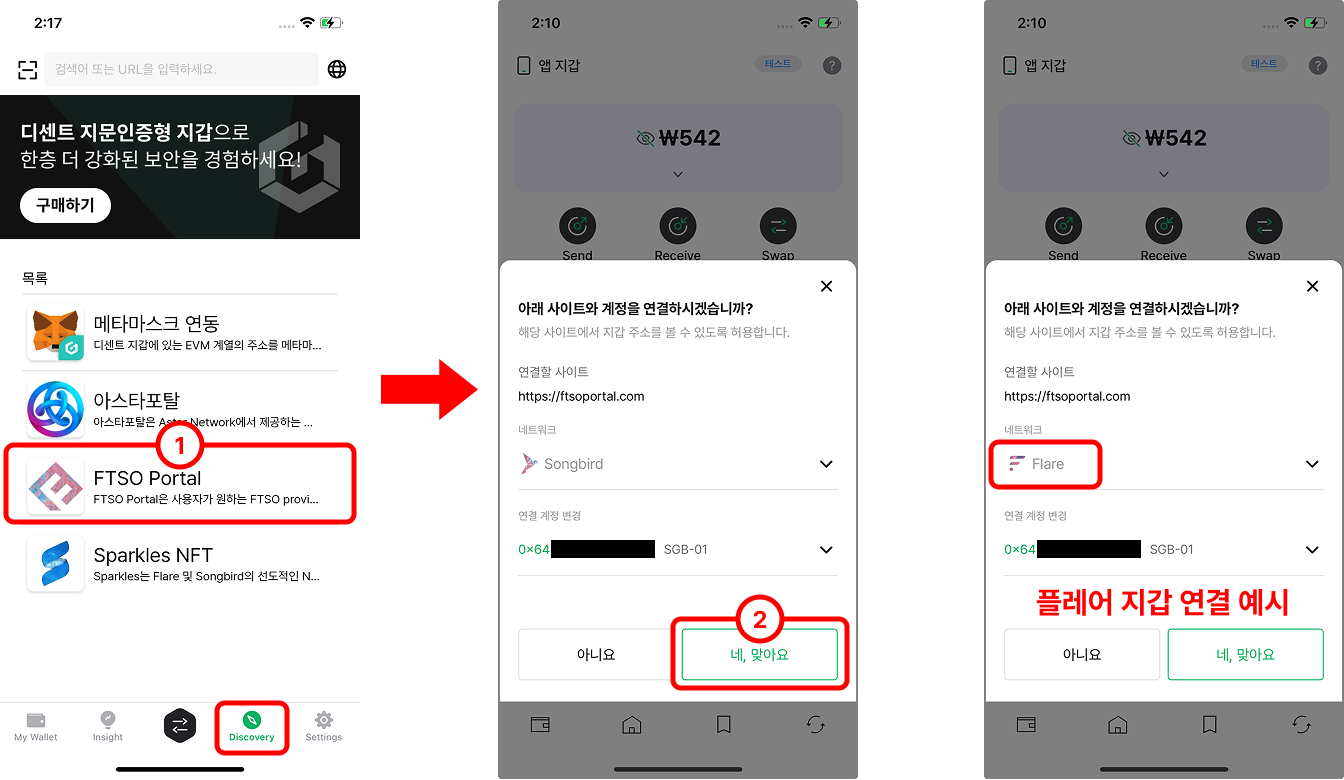 2:17
검색어 또는 URL을 입력하세요.
디센트 지문인증형 지갑으로
한층 더 강화된 보안을 경험하세요!
구매하기
목록
메타마스크 연동
디센트 지갑에 있는 EVM 계열의 주소를 메타마...
아스타포탈
아스타포탈은 Astar Network에서 제공하는 ...
1
FTSO Portal
FTSO Portal은 사용자가 원하는 FTSO provi...
Sparkles NFT
Sparkles는 Flare 및 Songbird의 선도적인 N...
My Wallet
Insight
Discovery
Settings
2:10
앱 지갑
테스트
?
₩542
Send
Receive
Swap
아래 사이트와 계정을 연결하시겠습니까?
해당 사이트에서 지갑 주소를 볼 수 있도록 허용합니다.
연결할 사이트
https://ftsoportal.com
네트워크
Songbird
연결 계정 변경
0x64 SGB-01
2
아니요
네, 맞아요
2:10
앱 지갑
테스트
?
₩542
Send
Receive
Swap
아래 사이트와 계정을 연결하시겠습니까?
해당 사이트에서 지갑 주소를 볼 수 있도록 허용합니다.
연결할 사이트
https://ftsoportal.com
네트워크
Flare
연결 계정 변경
0x64 SGB-01
플레어 지갑 연결 예시
아니요
네, 맞아요